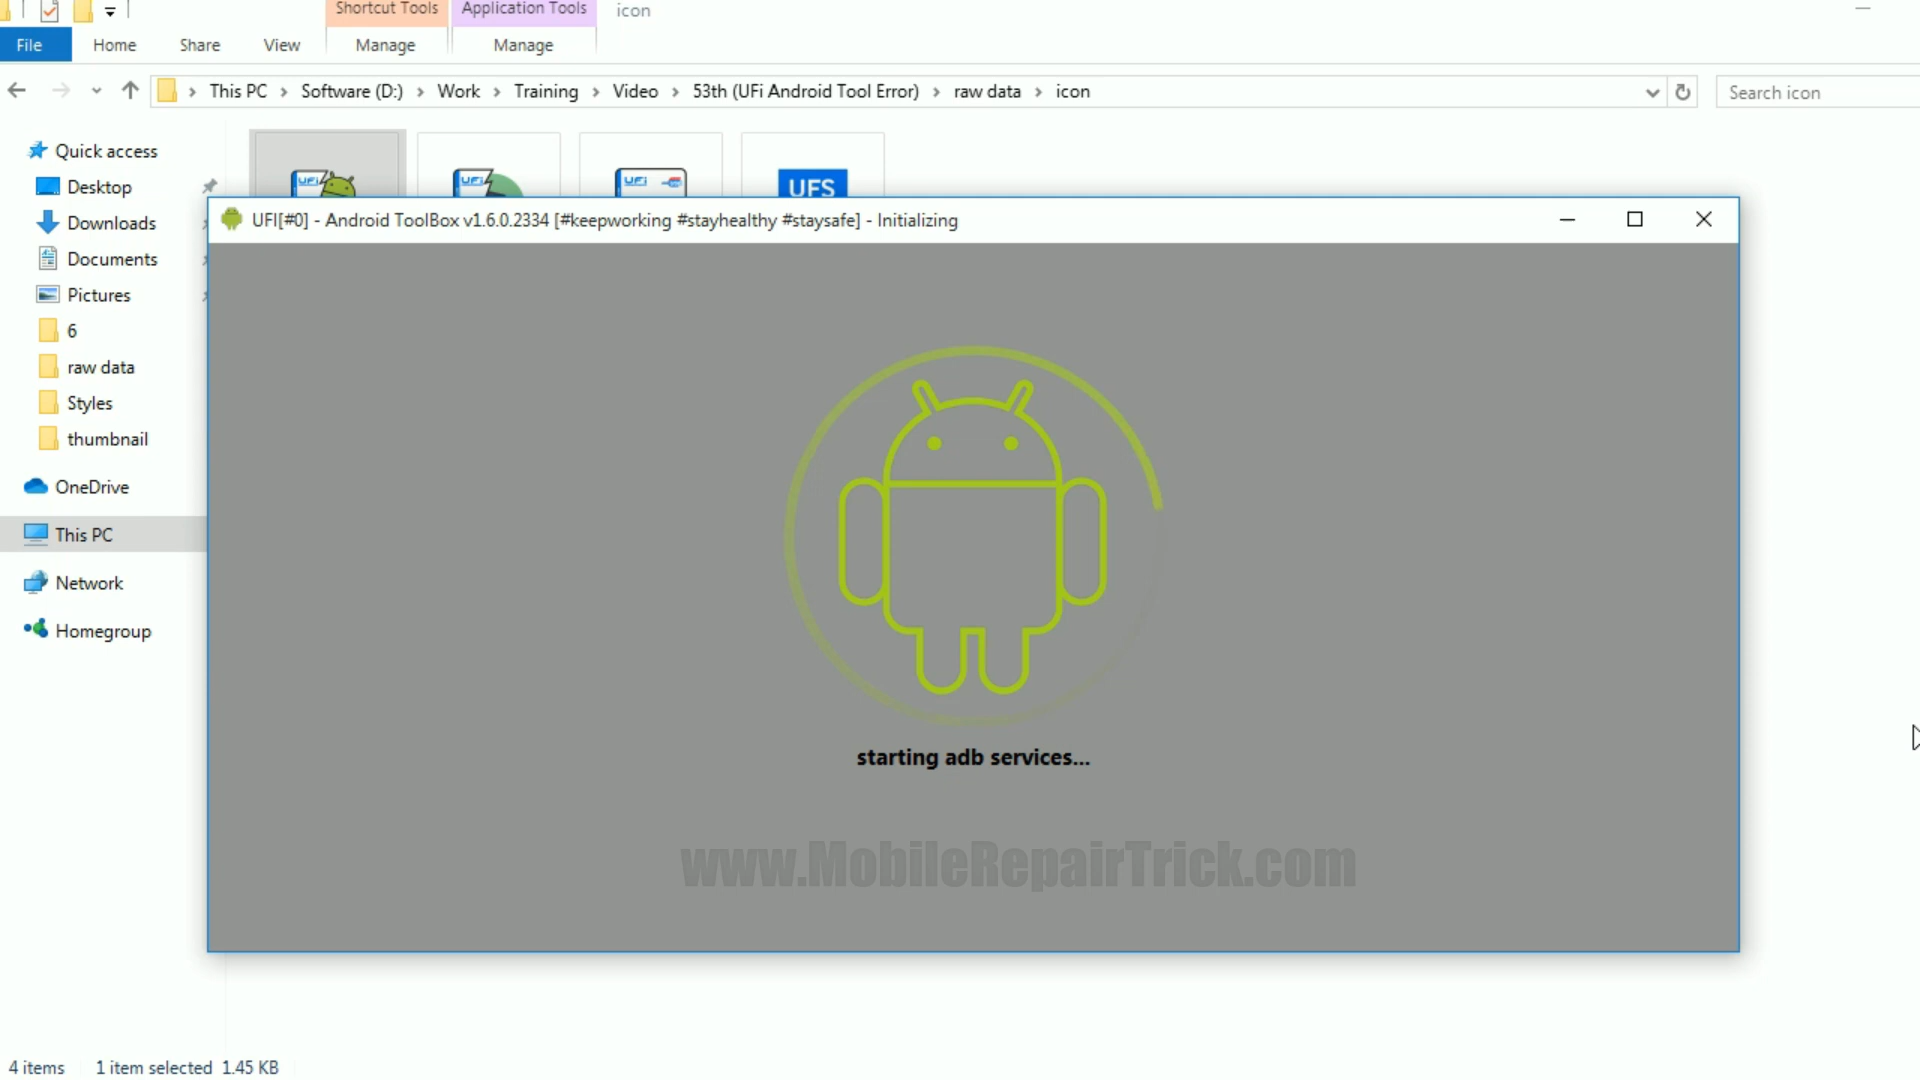 Shortcut Tools Application Tools icon
File Home Share View Manage Manage
This PC Software (D:) Work Training Video 53th (UFi Android Tool Error) raw data icon Search icon
Quick access
Desktop
Downloads
Documents
Pictures
6
raw data
Styles
thumbnail
OneDrive
This PC
Network
Homegroup
UFi UFi UFi UFS
UFI[#0] - Android ToolBox v1.6.0.2334 [#keepworking #stayhealthy #staysafe] - Initializing
starting adb services...
www.MobileRepairTrick.com
4 items 1 item selected 1.45 KB